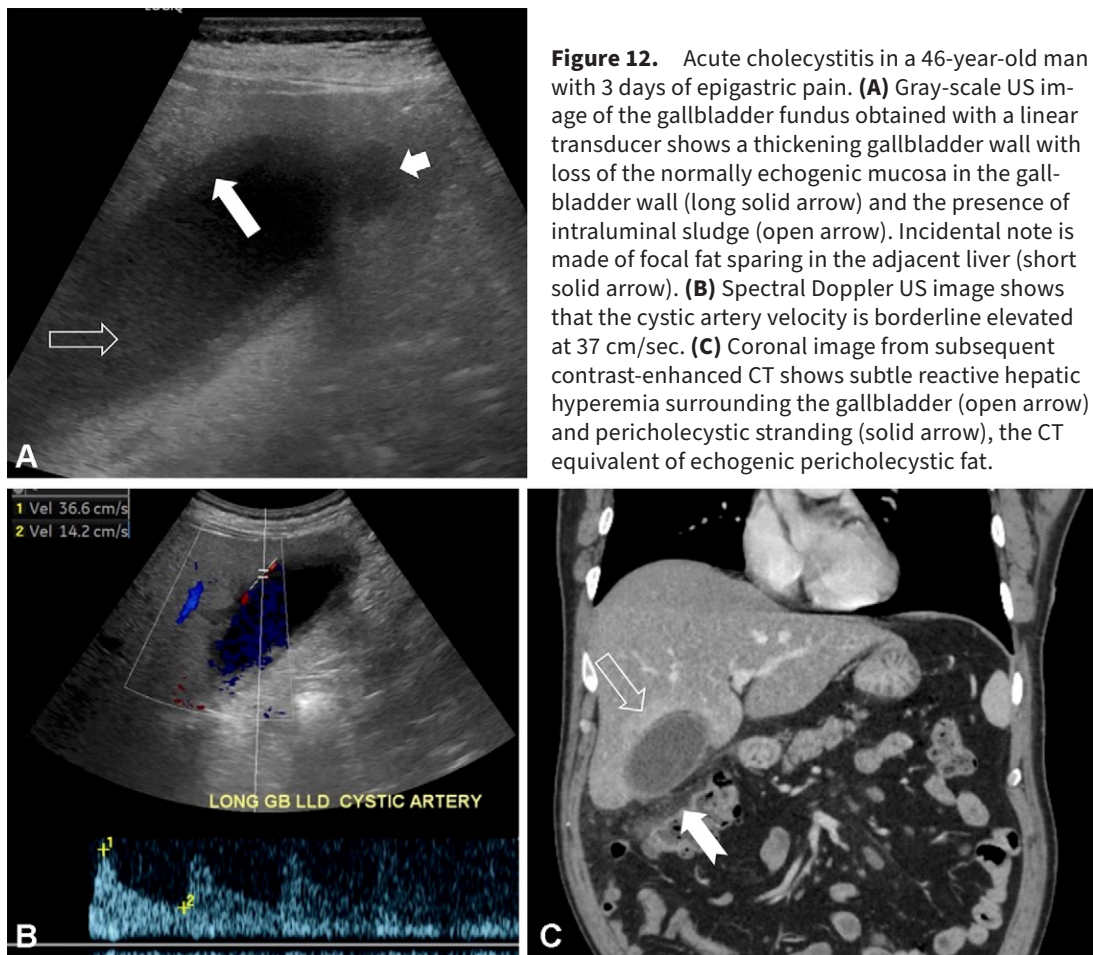 LOGIQ
Figure 12. Acute cholecystitis in a 46-year-old man
with 3 days of epigastric pain. (A) Gray-scale US im-
age of the gallbladder fundus obtained with a linear
transducer shows a thickening gallbladder wall with
loss of the normally echogenic mucosa in the gall-
bladder wall (long solid arrow) and the presence of
intraluminal sludge (open arrow). Incidental note is
made of focal fat sparing in the adjacent liver (short
solid arrow). (B) Spectral Doppler US image shows
that the cystic artery velocity is borderline elevated
at 37 cm/sec. (C) Coronal image from subsequent
contrast-enhanced CT shows subtle reactive hepatic
hyperemia surrounding the gallbladder (open arrow)
and pericholecystic stranding (solid arrow), the CT
equivalent of echogenic pericholecystic fat.
A
1 Vel 36.6 cm/s
2 Vel 14.2 cm/s
LONG GB LLD CYSTIC ARTERY
1
2
B
C